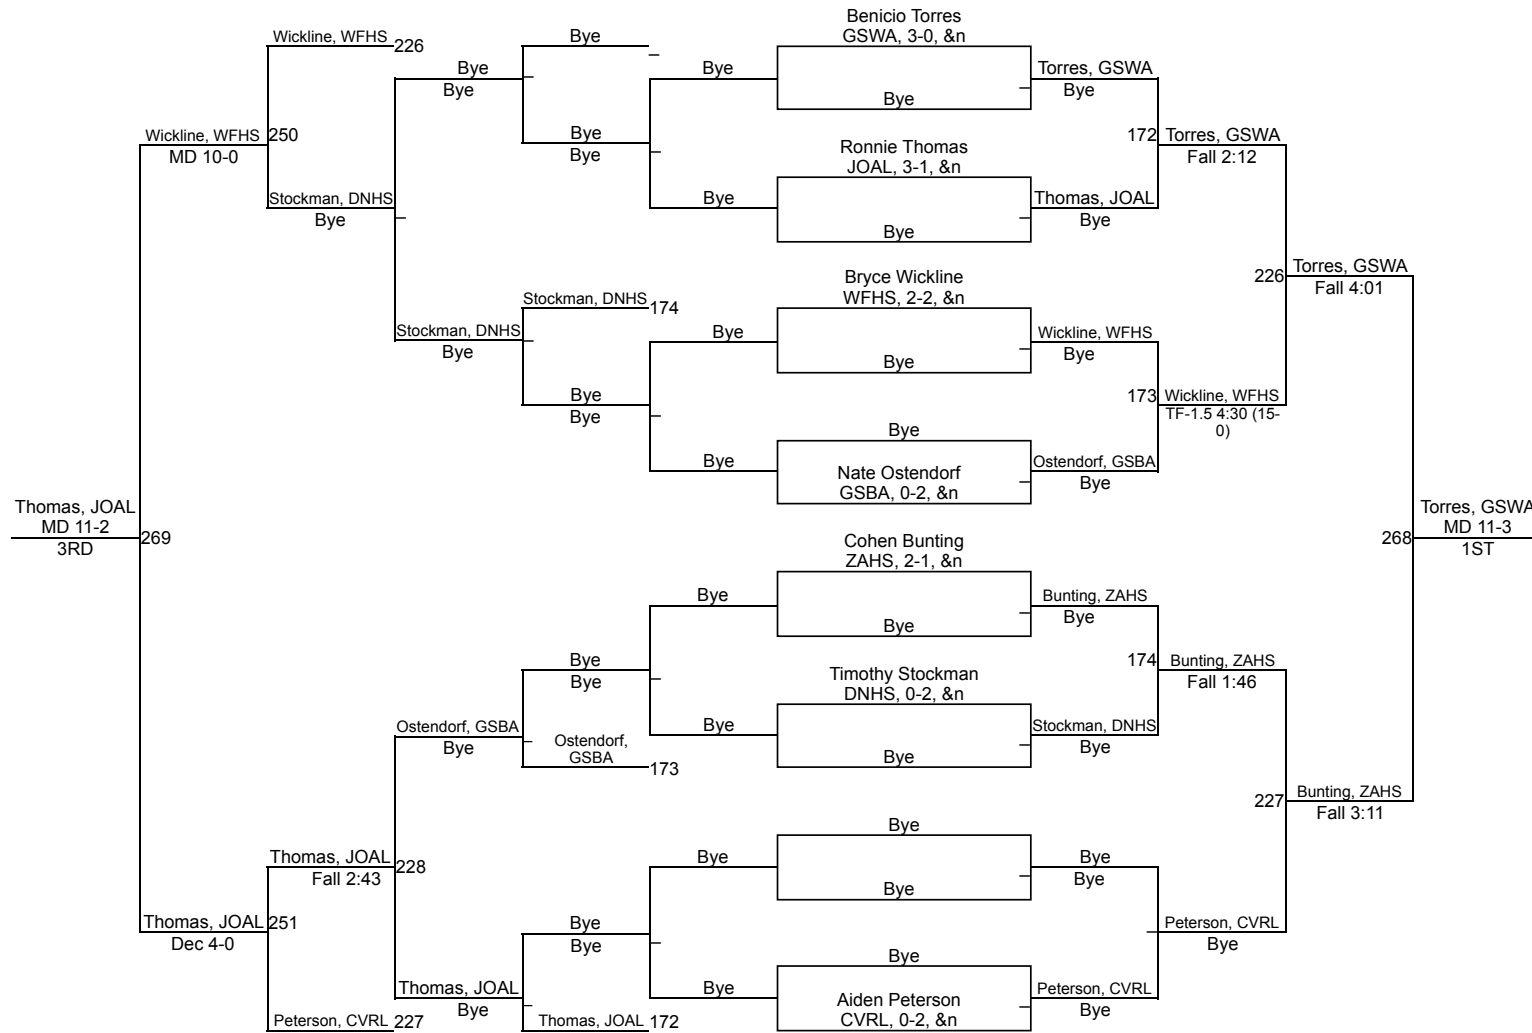 Benicio Torres
GSWA, 3-0, &n
Bye
Wickline, WFHS
226
Bye
Bye
Bye
Bye
Torres, GSWA
Bye
Bye
Wickline, WFHS
250
MD 10-0
Bye
Bye
Ronnie Thomas
JOAL, 3-1, &n
172
Torres, GSWA
Fall 2:12
Stockman, DNHS
Bye
Bye
Bye
Thomas, JOAL
Bye
Bryce Wickline
WFHS, 2-2, &n
226
Torres, GSWA
Fall 4:01
Stockman, DNHS
174
Stockman, DNHS
Bye
Bye
Bye
Wickline, WFHS
Bye
Bye
Bye
173
Wickline, WFHS
TF-1.5 4:30 (15-
0)
Bye
Bye
Nate Ostendorf
GSBA, 0-2, &n
Ostendorf, GSBA
Bye
Thomas, JOAL
MD 11-2
3RD
269
268
Torres, GSWA
MD 11-3
1ST
Cohen Bunting
ZAHS, 2-1, &n
Bye
Bye
Bunting, ZAHS
Bye
Bye
Bye
174
Bunting, ZAHS
Fall 1:46
Timothy Stockman
DNHS, 0-2, &n
Ostendorf, GSBA
Bye
Ostendorf,
GSBA
173
Bye
Bye
Stockman, DNHS
Bye
227
Bunting, ZAHS
Fall 3:11
Bye
Thomas, JOAL
228
Fall 2:43
Bye
Bye
Bye
Bye
Thomas, JOAL
251
Dec 4-0
Bye
Bye
Peterson, CVRL
Bye
Bye
Thomas, JOAL
Bye
Bye
Aiden Peterson
CVRL, 0-2, &n
Peterson, CVRL
Bye
Peterson, CVRL
227
Thomas, JOAL
172